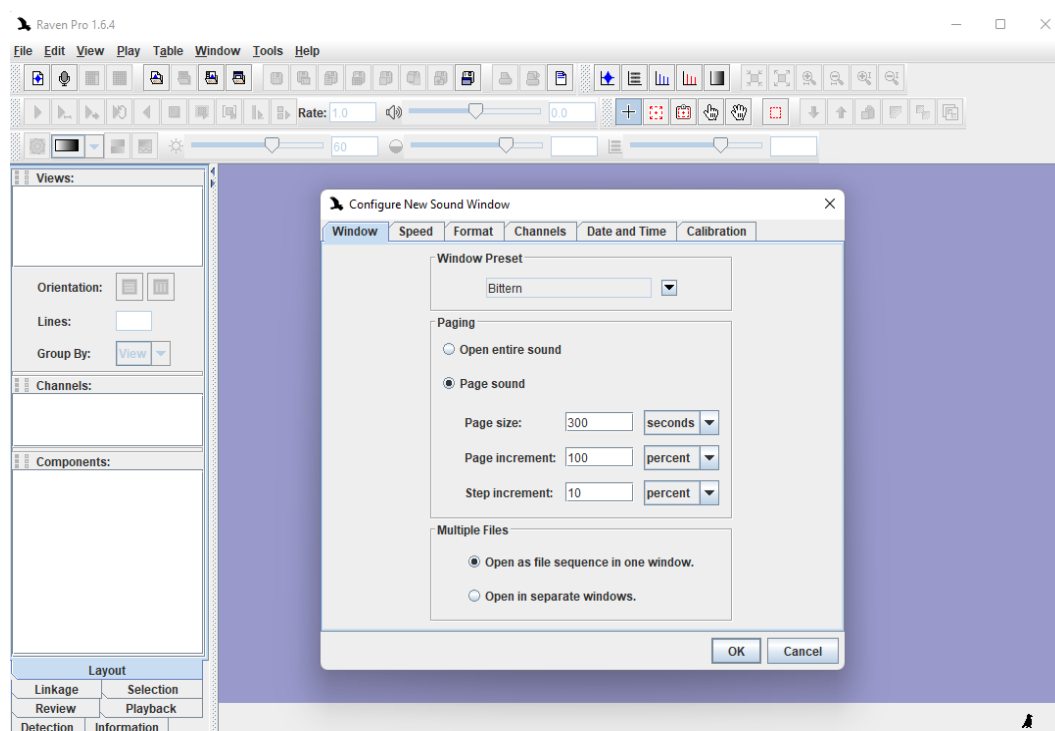 Raven Pro 1.6.4
File Edit View Play Table Window Tools Help
Rate: 1.0 0.0
60
Views:
Orientation:
Lines:
Group By: View
Channels:
Components:
Layout
Linkage Selection
Review Playback
Detection Information
Configure New Sound Window
Window Speed Format Channels Date and Time Calibration
Window Preset
Bittern
Paging
Open entire sound
Page sound
Page size: 300 seconds
Page increment: 100 percent
Step increment: 10 percent
Multiple Files
Open as file sequence in one window.
Open in separate windows.
OK Cancel